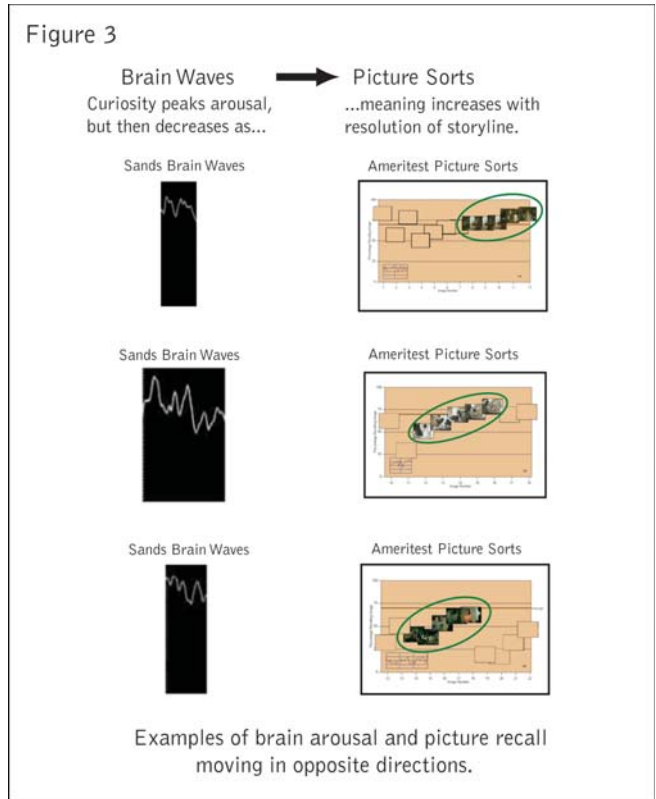 Figure 3
Brain Waves
Picture Sorts
Curiosity peaks arousal,
but then decreases as...
...meaning increases with
resolution of storyline.
Sands Brain Waves
Ameritest Picture Sorts
Sands Brain Waves
Ameritest Picture Sorts
Sands Brain Waves
Ameritest Picture Sorts
Examples of brain arousal and picture recall
moving in opposite directions.